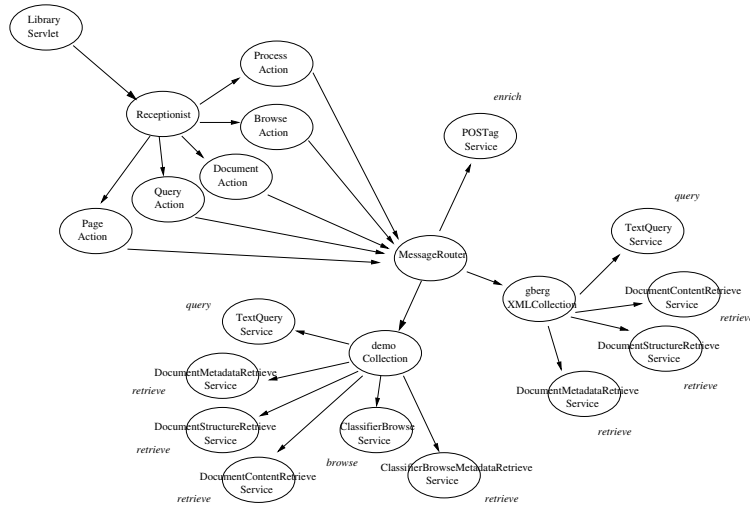 Library
Servlet
Process
Action
Receptionist
enrich
Browse
Action
POSTag
Service
Document
Action
Query
Action
query
Page
Action
TextQuery
Service
MessageRouter
gberg
XMLCollection
DocumentContentRetrieve
Service
retrieve
query
TextQuery
Service
demo
Collection
DocumentStructureRetrieve
Service
retrieve
DocumentMetadataRetrieve
Service
retrieve
DocumentMetadataRetrieve
Service
retrieve
DocumentStructureRetrieve
Service
retrieve
ClassifierBrowse
Service
browse
DocumentContentRetrieve
Service
retrieve
ClassifierBrowseMetadataRetrieve
Service
retrieve